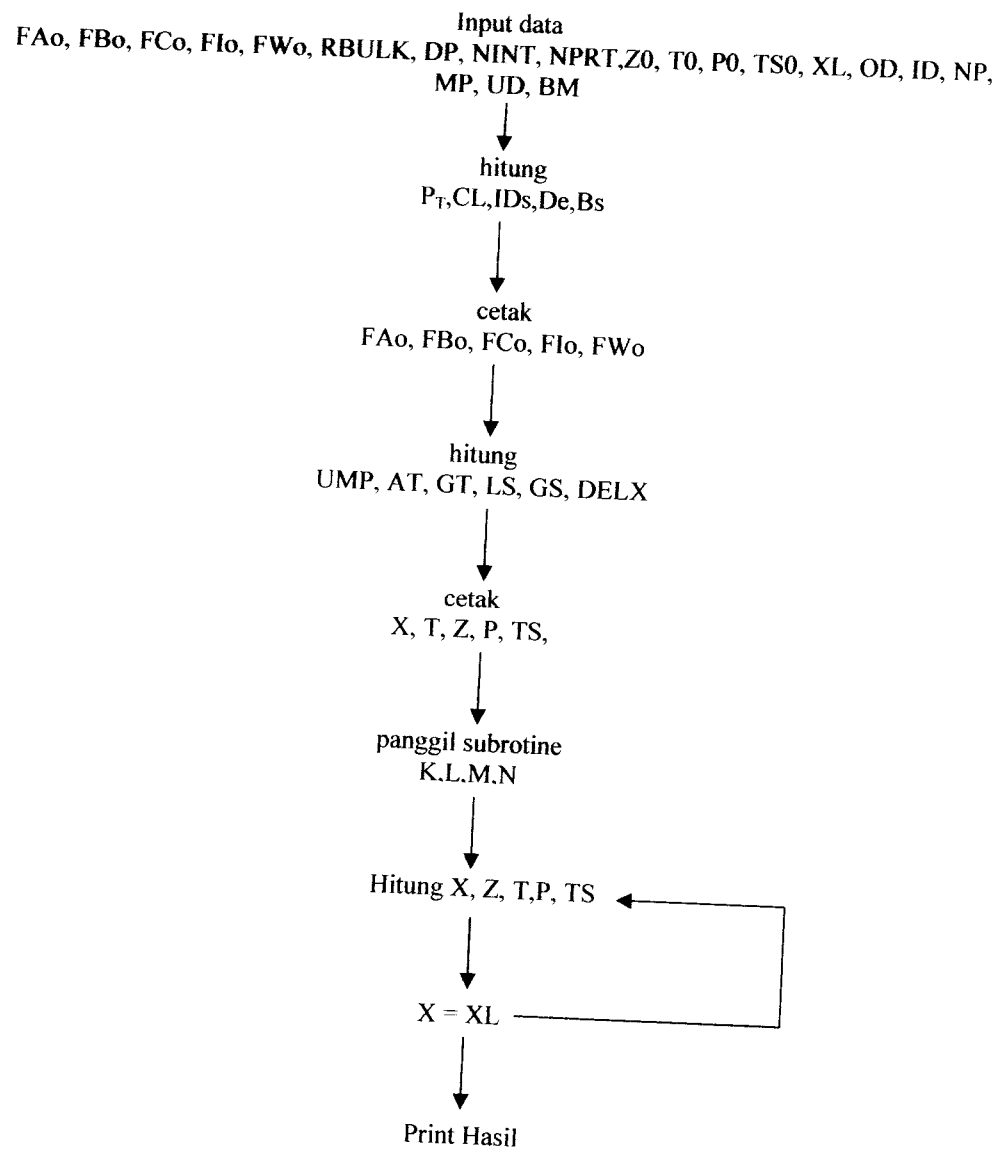 Input data
FAo, FBo, FCo, FIo, FWo, RBULK, DP, NINT, NPRT,Z0, T0, P0, TS0, XL, OD, ID, NP,
MP, UD, BM
hitung
PT,CL,IDs,De,Bs
cetak
FAo, FBo, FCo, FIo, FWo
hitung
UMP, AT, GT, LS, GS, DELX
cetak
X, T, Z, P, TS,
panggil subrotine
K.L.M.N
Hitung X, Z, T,P, TS
X = XL
Print Hasil